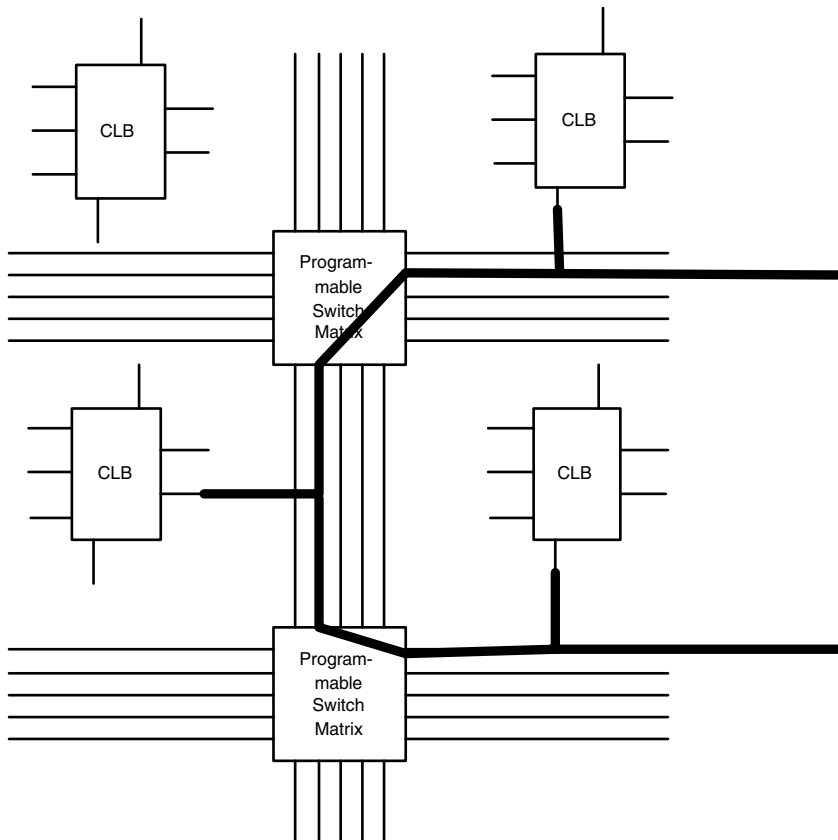 CLB
CLB
Program-
mable
Switch
Matrix
CLB
CLB
Program-
mable
Switch
Matrix